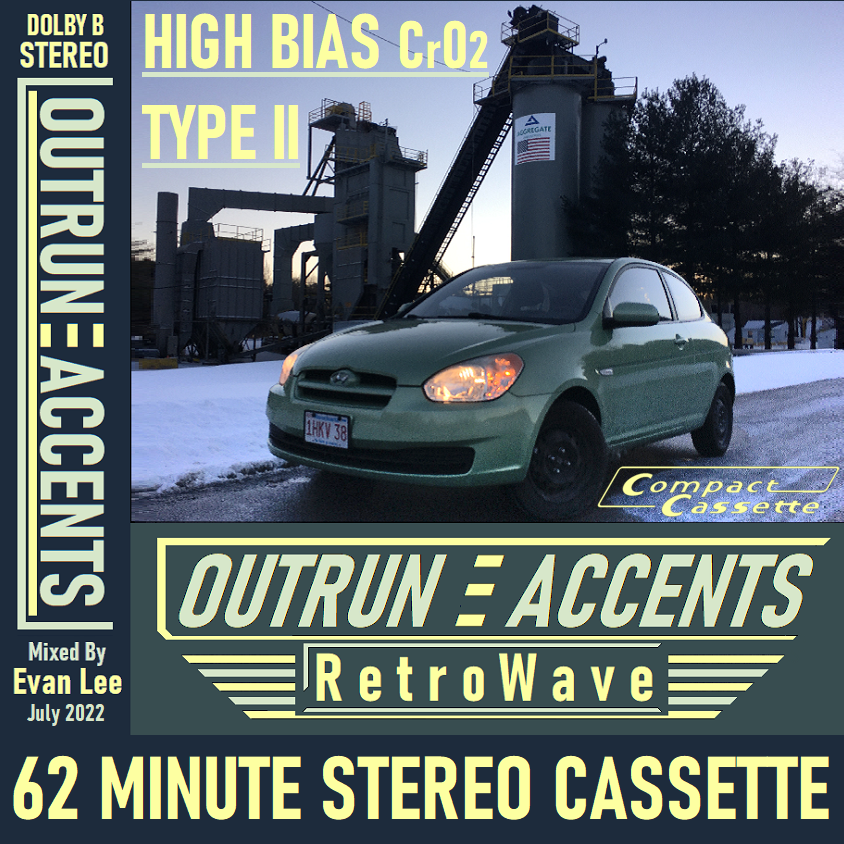 DOLBY B
STEREO
OUTRUN ACCENTS
Mixed By
Evan Lee
July 2022
HIGH BIAS CrO2
TYPE II
AGGREGATE
1HKV 38
Compact
Cassette
OUTRUN ACCENTS
RetroWave
62 MINUTE STEREO CASSETTE